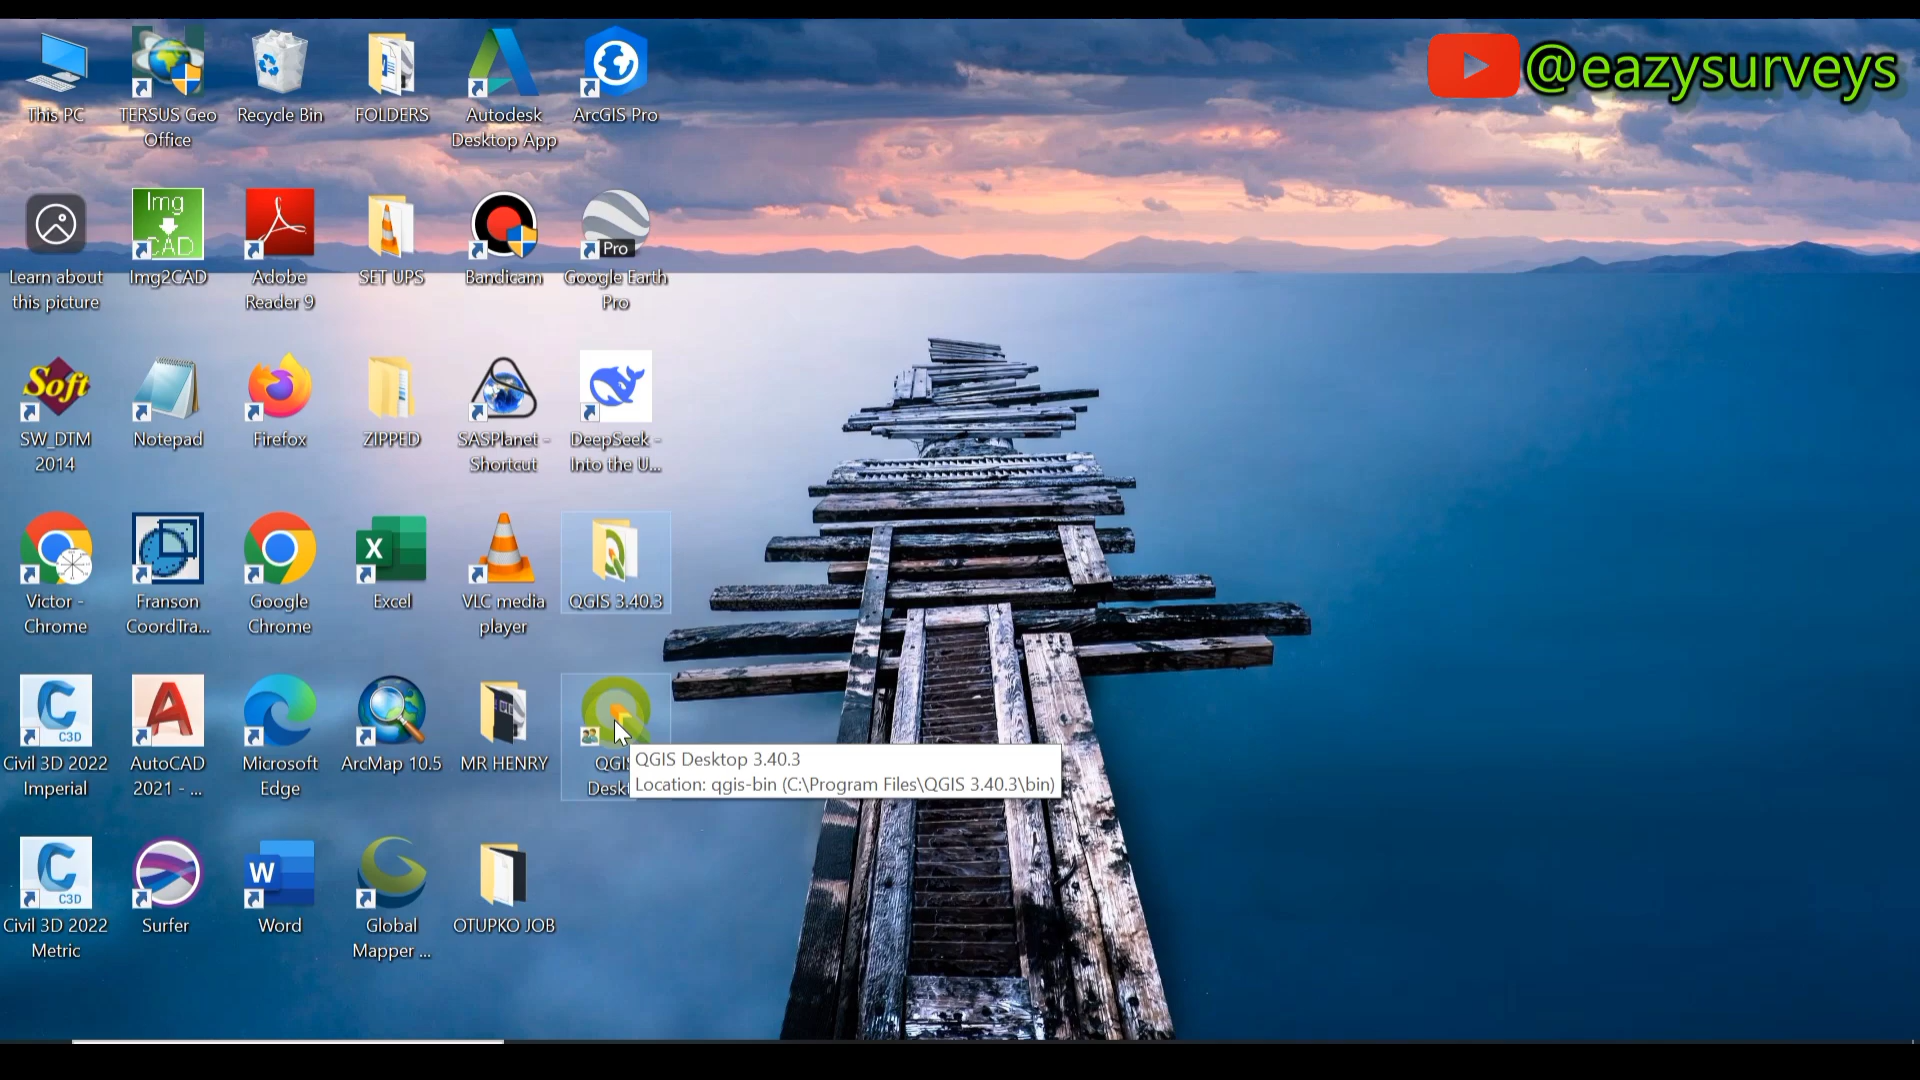 @eazysurveys
This PC
TERSUS Geo
Office
Recycle Bin
FOLDERS
Autodesk
Desktop App
ArcGIS Pro
Learn about
this picture
Img
CAD
Img2CAD
Adobe
Reader 9
SET UPS
Bandicam
Pro
Google Earth
Pro
Soft
SW_DTM
2014
Notepad
Firefox
ZIPPED
SASPlanet -
Shortcut
DeepSeek -
Into the U...
Victor -
Chrome
Franson
CoordTra...
Google
Chrome
X
Excel
VLC media
player
QGIS 3.40.3
C
C3D
Civil 3D 2022
Imperial
A
AutoCAD
2021 - ...
Microsoft
Edge
ArcMap 10.5
MR HENRY
QGIS Desktop 3.40.3
Location: qgis-bin (C:\Program Files\QGIS 3.40.3\bin)
C
C3D
Civil 3D 2022
Metric
Surfer
W
Word
Global
Mapper ...
OTUPKO JOB